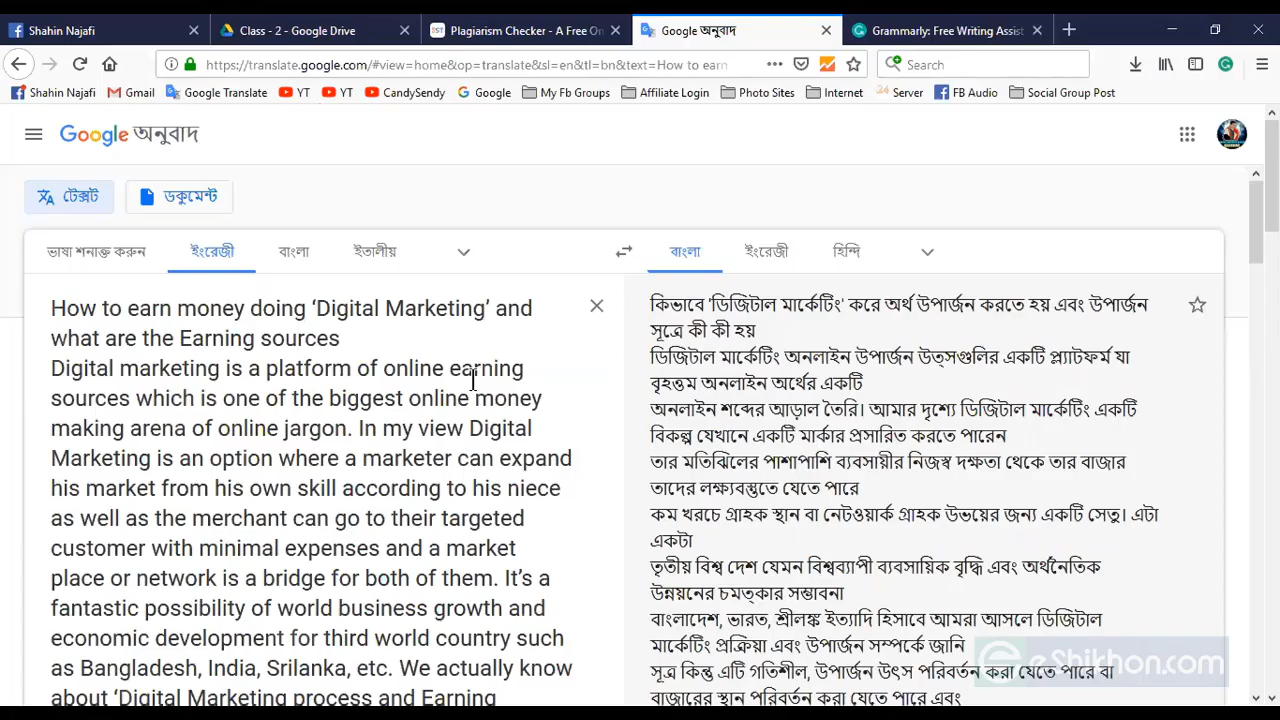 Shahin Najafi
Class - 2 - Google Drive
Plagiarism Checker - A Free On
Google অনুবাদ
Grammarly: Free Writing Assist
https://translate.google.com/#view=home&op=translate&sl=en&tl=bn&text=How to earn
Search
Shahin Najafi
Gmail
Google Translate
YT
YT
CandySendy
Google
My Fb Groups
Affiliate Login
Photo Sites
Internet
Server
FB Audio
Social Group Post
Google অনুবাদ
টেক্সট
ডকুমেন্ট
ভাষা শনাক্ত করুন
ইংরেজী
বাংলা
ইতালীয়
বাংলা
ইংরেজী
হিন্দি
How to earn money doing ‘Digital Marketing’ and
what are the Earning sources
Digital marketing is a platform of online earning
sources which is one of the biggest online money
making arena of online jargon. In my view Digital
Marketing is an option where a marketer can expand
his market from his own skill according to his niece
as well as the merchant can go to their targeted
customer with minimal expenses and a market
place or network is a bridge for both of them. It’s a
fantastic possibility of world business growth and
economic development for third world country such
as Bangladesh, India, Srilanka, etc. We actually know
about ‘Digital Marketing process and Earning
কিভাবে 'ডিজিটাল মার্কেটিং' করে অর্থ উপার্জন করতে হয় এবং উপার্জন
সূত্রে কী কী হয়
ডিজিটাল মার্কেটিং অনলাইন উপার্জন উত্সগুলির একটি প্ল্যাটফর্ম যা
বৃহত্তম অনলাইন অর্থের একটি
অনলাইন শব্দের আড়াল তৈরি। আমার দৃশ্যে ডিজিটাল মার্কেটিং একটি
বিকল্প যেখানে একটি মার্কার প্রসারিত করতে পারেন
তার মতিঝিলের পাশাপাশি ব্যবসায়ীর নিজস্ব দক্ষতা থেকে তার বাজার
তাদের লক্ষ্যবস্তুতে যেতে পারে
কম খরচে গ্রাহক স্থান বা নেটওয়ার্ক গ্রাহক উভয়ের জন্য একটি সেতু। এটা
একটা
তৃতীয় বিশ্ব দেশ যেমন বিশ্বব্যাপী ব্যবসায়িক বৃদ্ধি এবং অর্থনৈতিক
উন্নয়নের চমত্কার সম্ভাবনা
বাংলাদেশ, ভারত, শ্রীলঙ্ক ইত্যাদি হিসাবে আমরা আসলে ডিজিটাল
মার্কেটিং প্রক্রিয়া এবং উপার্জন সম্পর্কে জানি
সূত্র কিন্তু এটি গতিশীল, উপার্জন উৎস পরিবর্তন করা যেতে পারে বা
বাজারের স্থান পরিবর্তন করা যেতে পারে এবং
eShikhon.com